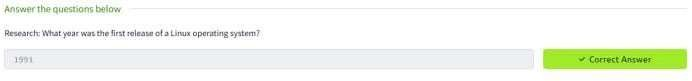 Answer the questions below
Research: What year was the first release of a Linux operating system?
1991
✓ Correct Answer